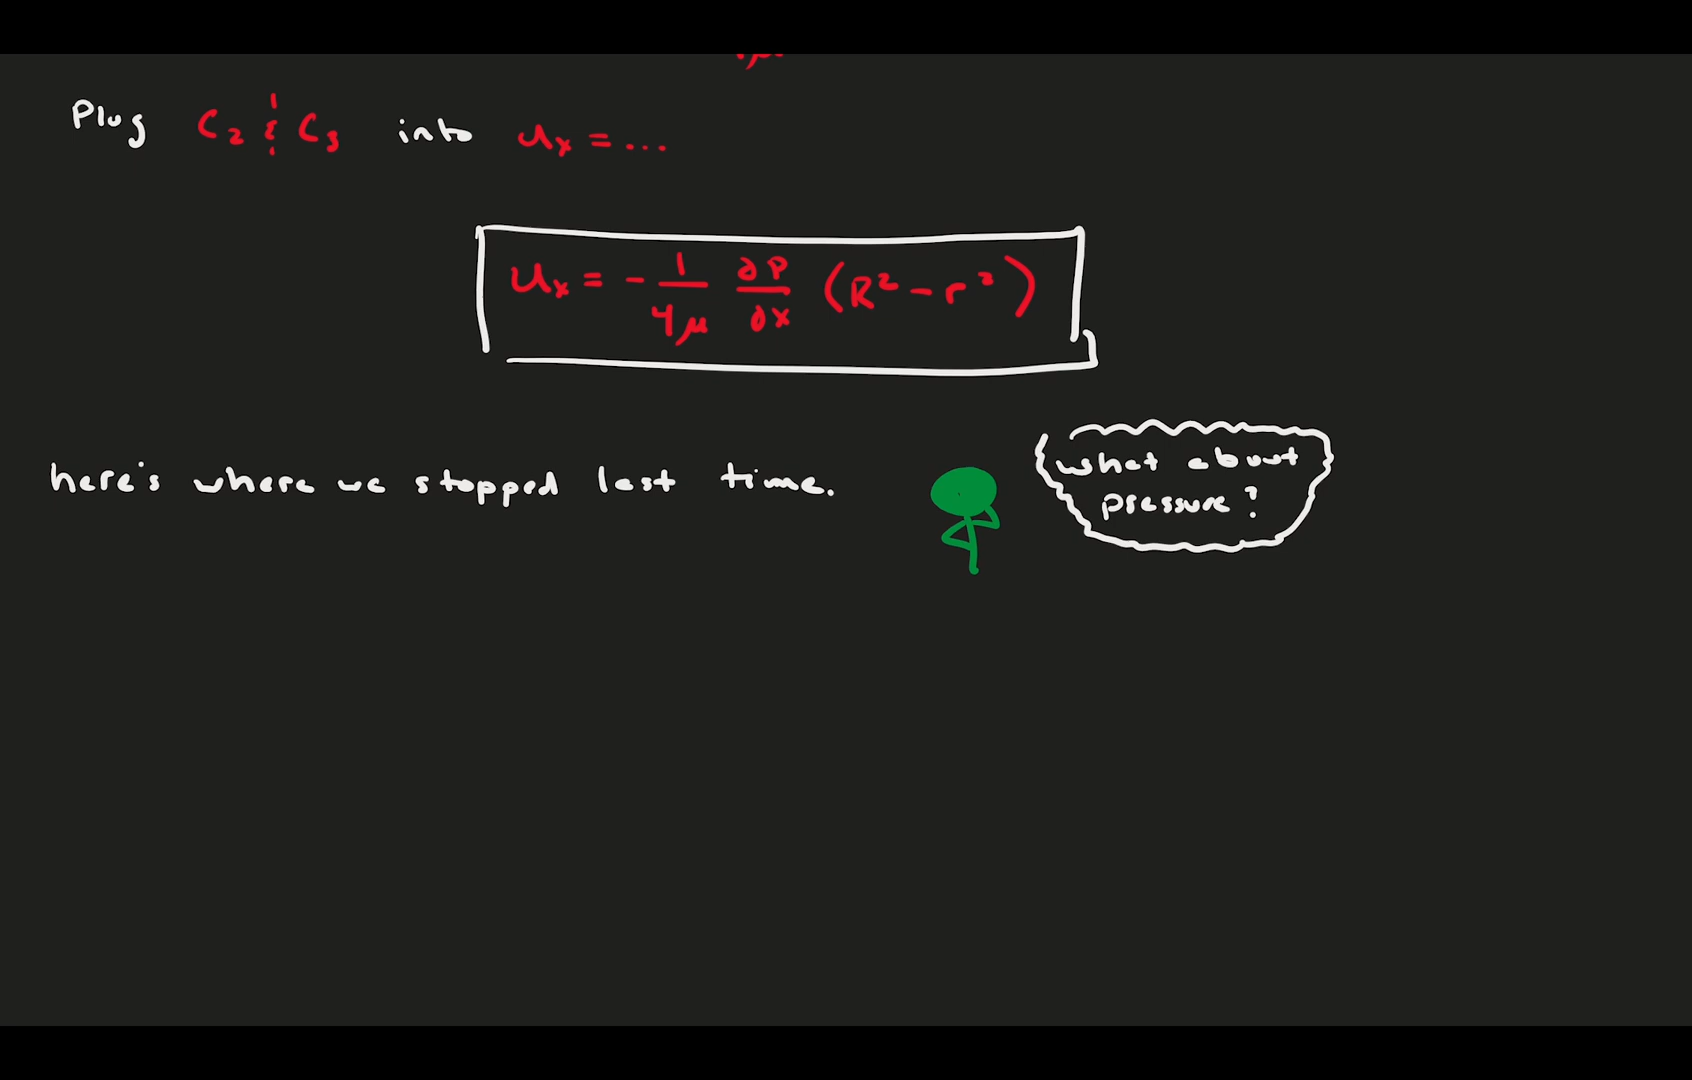 Plug C₂ & C₃ into uₓ = ...
uₓ = - 1/4μ ∂P/∂x (R² - r²)
here's where we stopped last time.
what about
pressure?